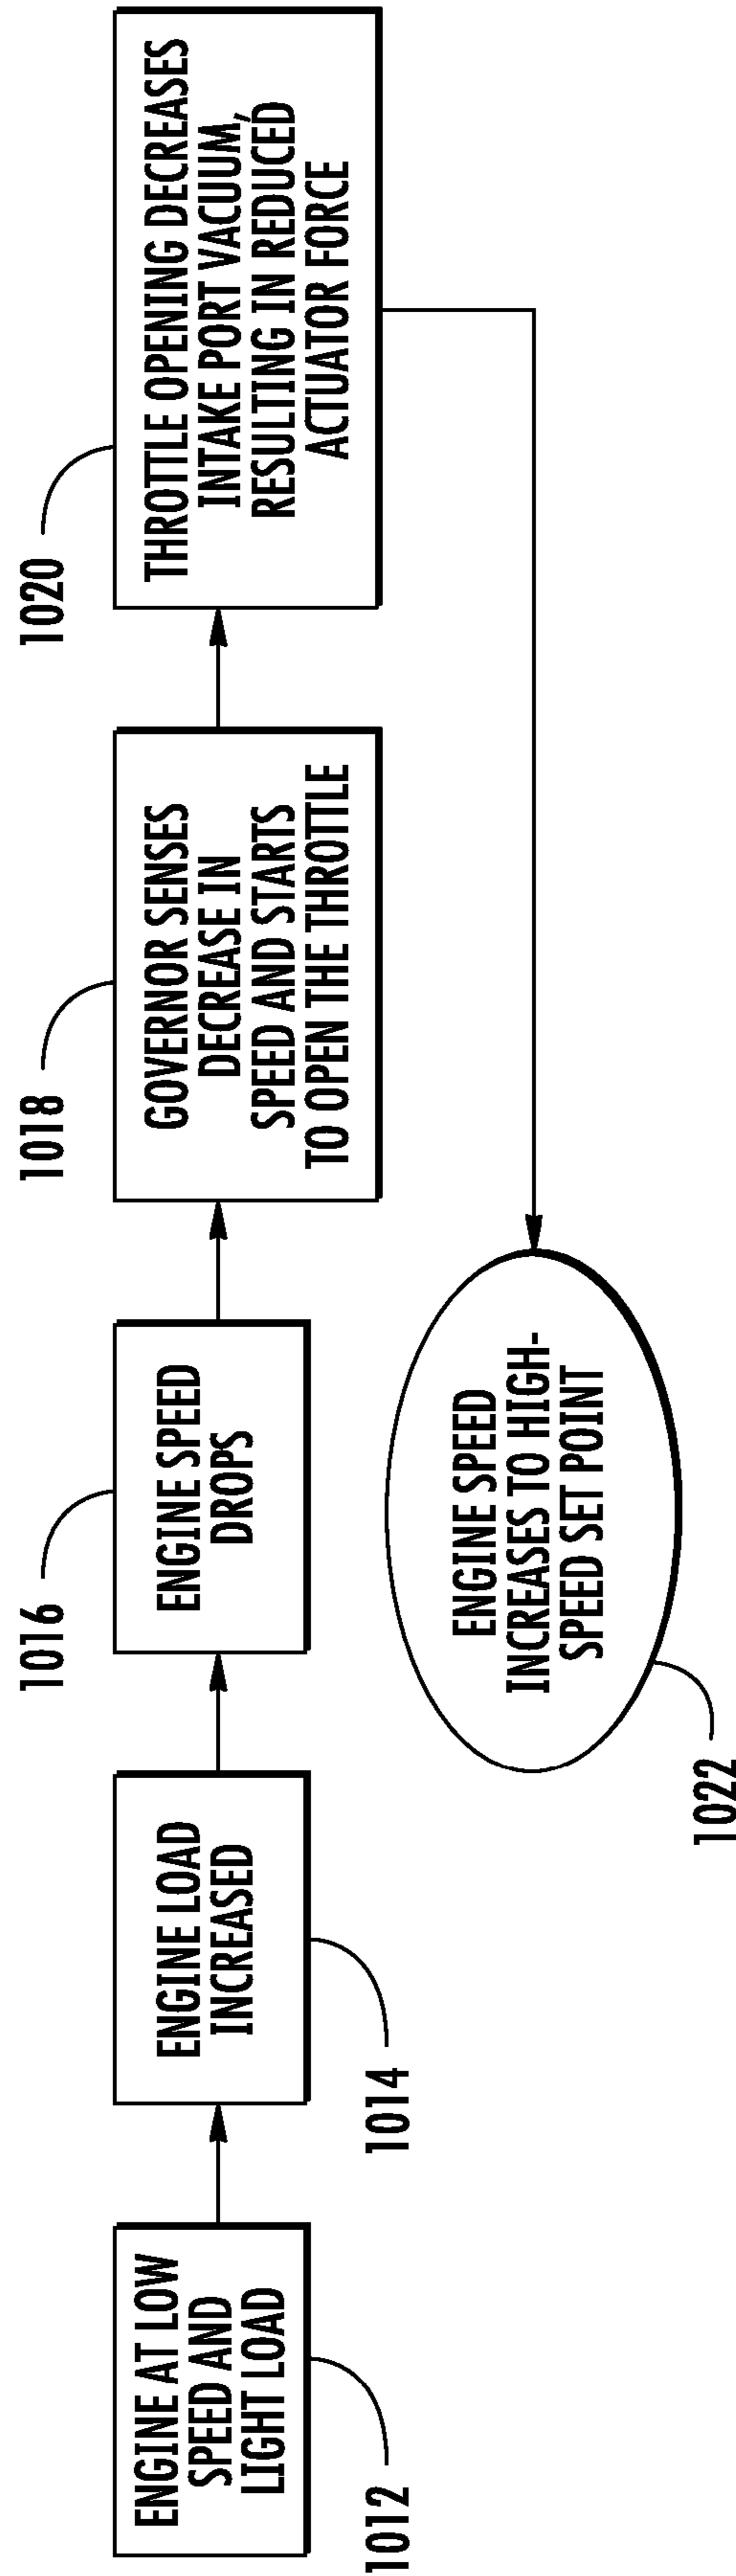 ENGINE AT LOW
SPEED AND
LIGHT LOAD
1012
ENGINE LOAD
INCREASED
1014
ENGINE SPEED
DROPS
1016
GOVERNOR SENSES
DECREASE IN
SPEED AND STARTS
TO OPEN THE THROTTLE
1018
THROTTLE OPENING DECREASES
INTAKE PORT VACUUM,
RESULTING IN REDUCED
ACTUATOR FORCE
1020
ENGINE SPEED
INCREASES TO HIGH-
SPEED SET POINT
1022